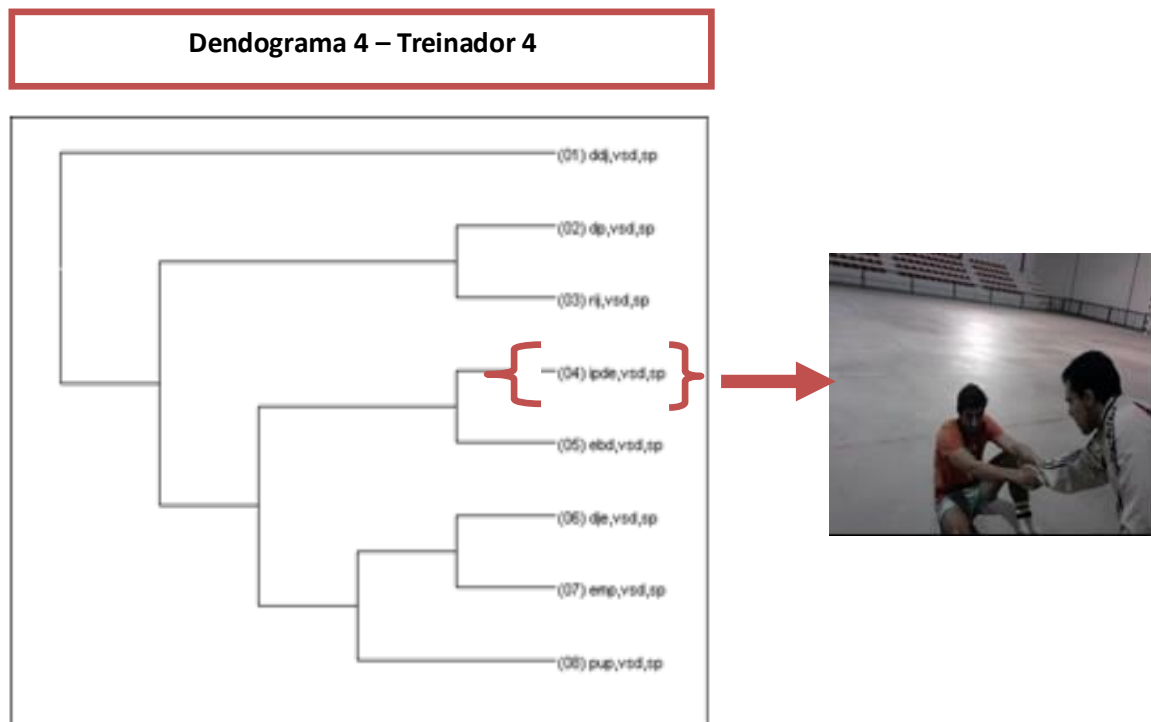 Dendograma 4 – Treinador 4
(01) ddj,vsd,sp
(02) dp,vsd,sp
(03) rij,vsd,sp
(04) ipde,vsd,sp
(05) ebd,vsd,sp
(06) dje,vsd,sp
(07) emp,vsd,sp
(08) pup,vsd,sp